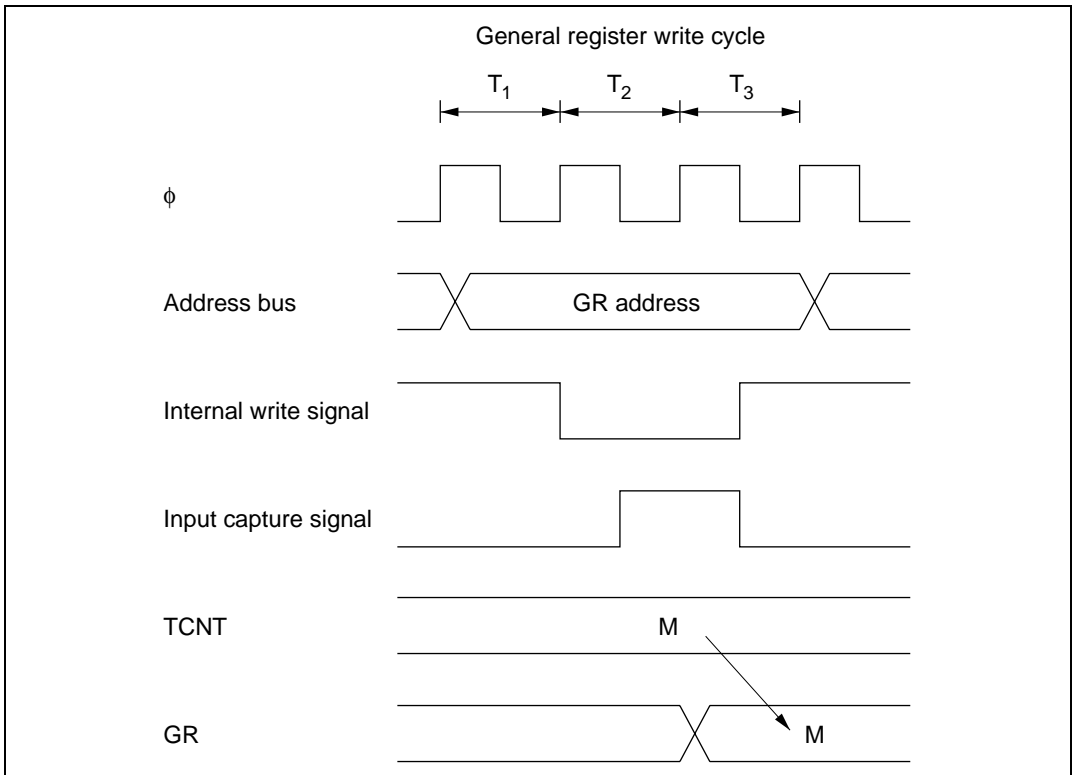 General register write cycle
T1 T2 T3
φ
Address bus GR address
Internal write signal
Input capture signal
TCNT M
GR M